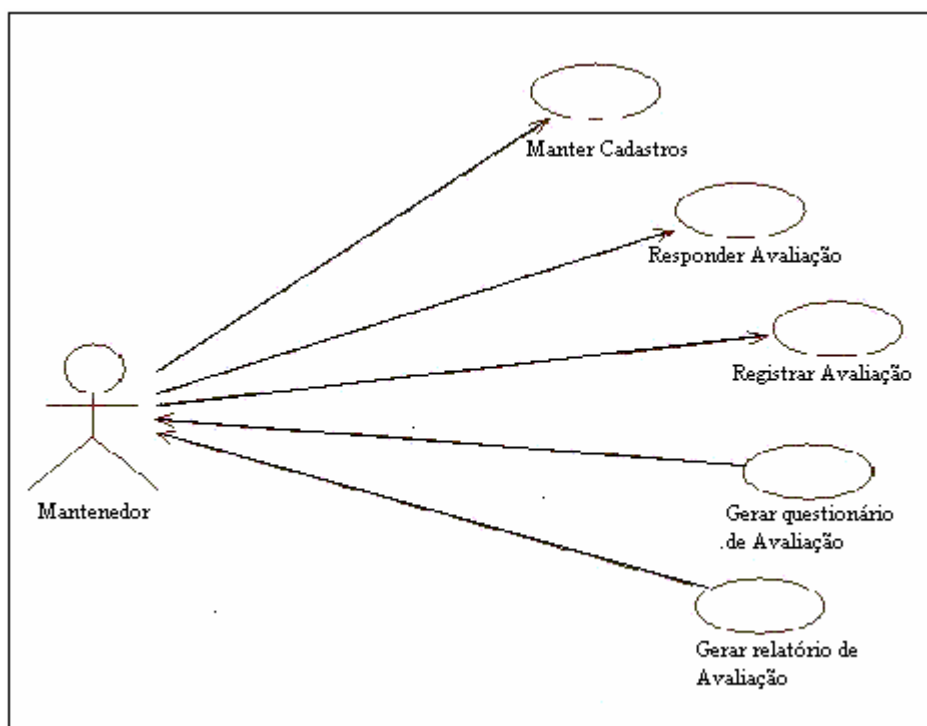 Manter Cadastros
Responder Avaliação
Registrar Avaliação
Mantenedor
Gerar questionário
de Avaliação
Gerar relatório de
Avaliação